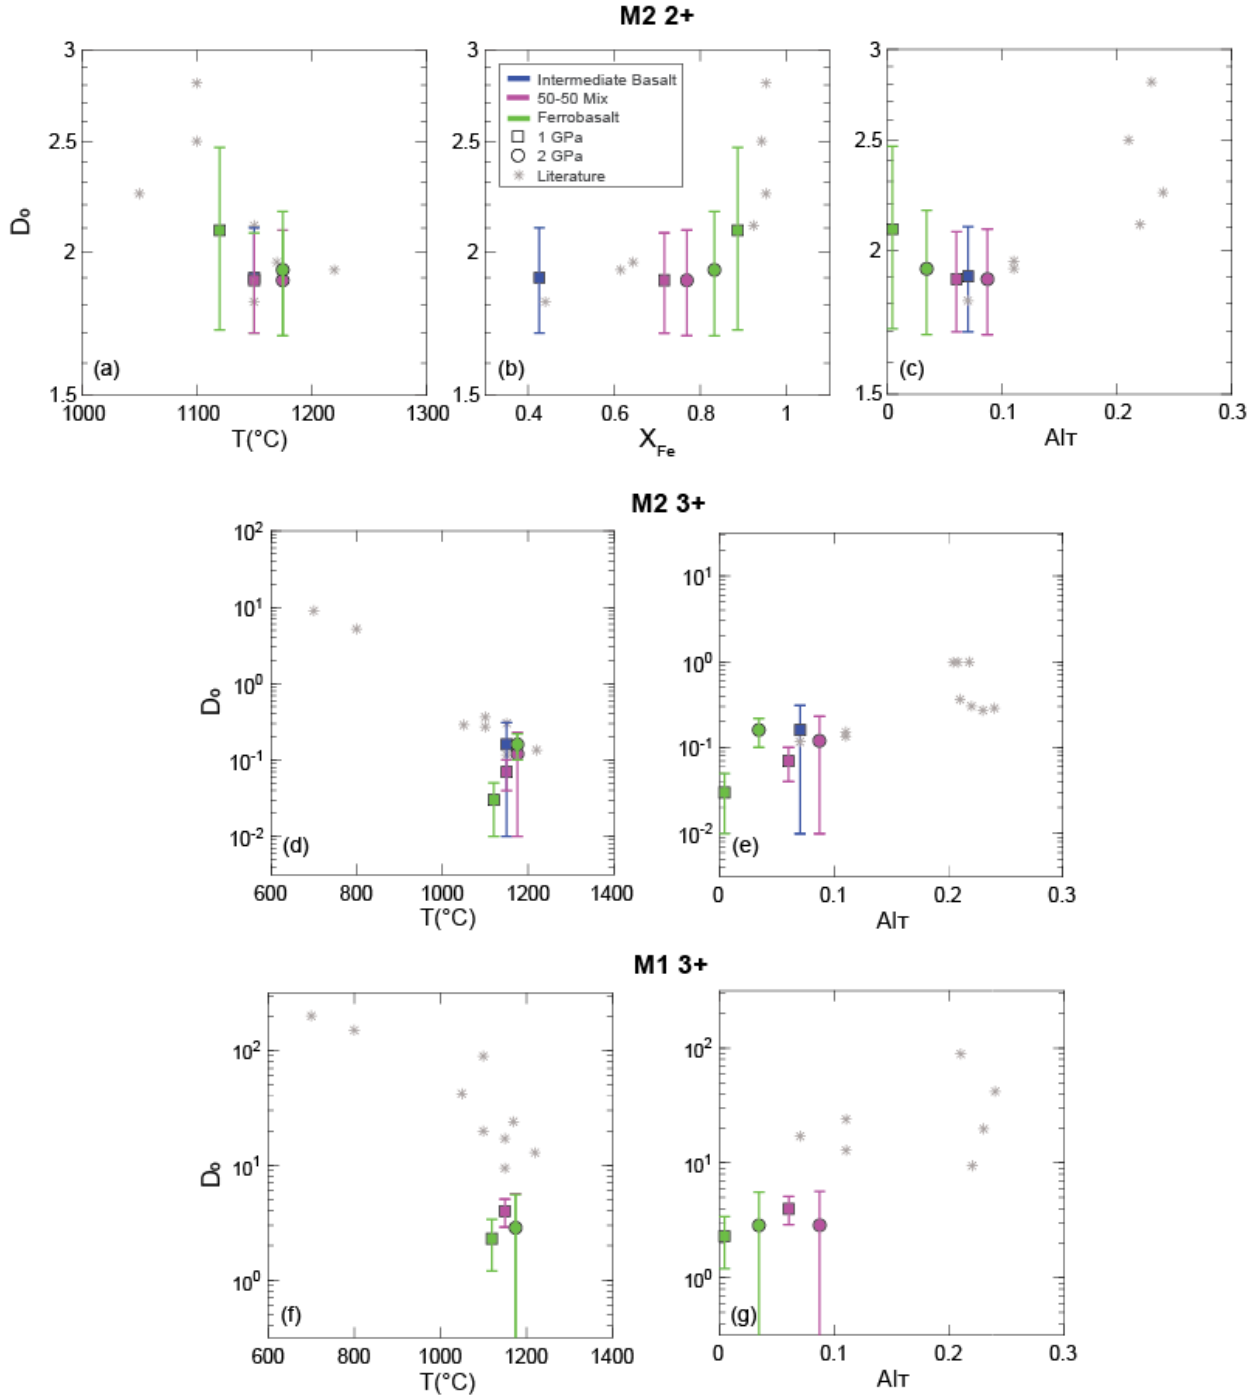 M2 2+
3
2.5
2
1.5
D₀
1000
1100
1200
1300
T(°C)
(a)
3
2.5
2
1.5
0.4
0.6
0.8
1
X_Fe
(b)
Intermediate Basalt
50-50 Mix
Ferrobasalt
1 GPa
2 GPa
Literature
3
2.5
2
1.5
0
0.1
0.2
0.3
Alᴛ
(c)
M2 3+
10²
10¹
10⁰
10⁻¹
10⁻²
D₀
600
800
1000
1200
1400
T(°C)
(d)
10¹
10⁰
10⁻¹
10⁻²
0
0.1
0.2
0.3
Alᴛ
(e)
M1 3+
10²
10¹
10⁰
D₀
600
800
1000
1200
1400
T(°C)
(f)
10²
10¹
10⁰
0
0.1
0.2
0.3
Alᴛ
(g)